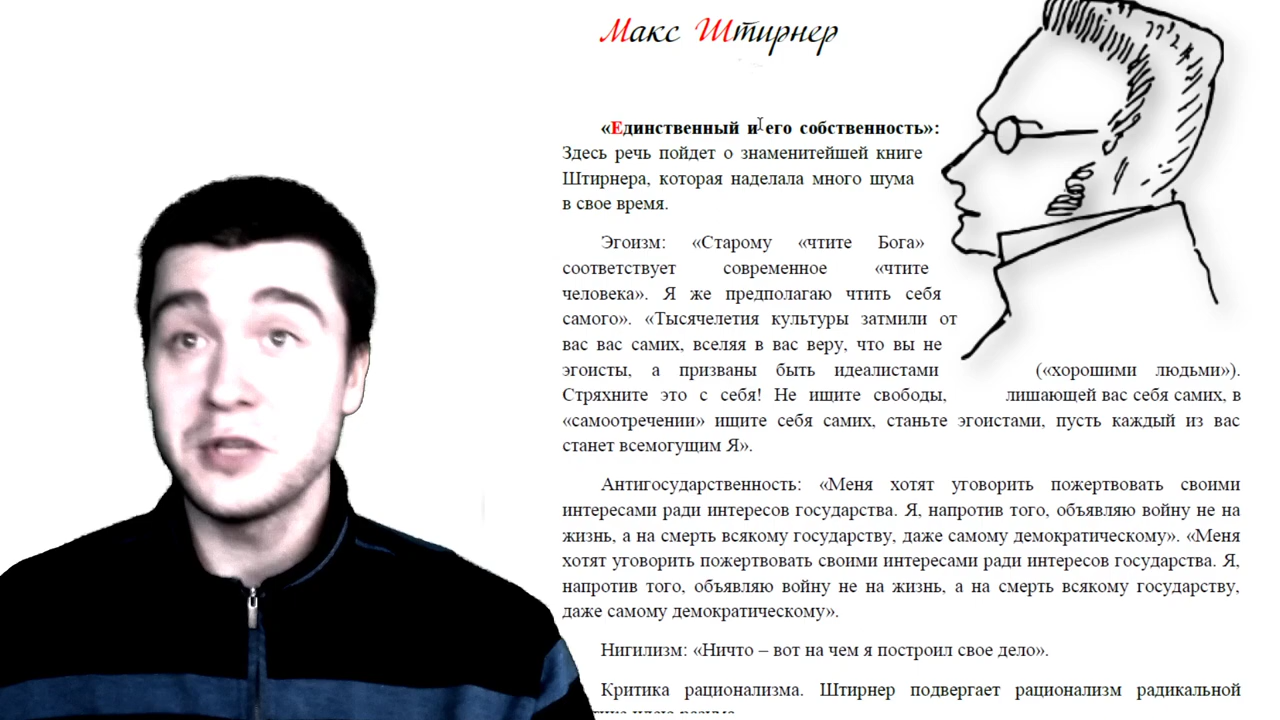 Макс Штирнер
«Единственный и его собственность»:
Здесь речь пойдет о знаменитейшей книге
Штирнера, которая наделала много шума
в свое время.
Эгоизм: «Старому «чтите Бога»
соответствует современное «чтите
человека». Я же предполагаю чтить себя
самого». «Тысячелетия культуры затмили от
вас вас самих, вселяя в вас веру, что вы не
эгоисты, а призваны быть идеалистами («хорошими людьми»).
Стряхните это с себя! Не ищите свободы, лишающей вас себя самих, в
«самоотречении» ищите себя самих, станьте эгоистами, пусть каждый из вас
станет всемогущим Я».
Антигосударственность: «Меня хотят уговорить пожертвовать своими
интересами ради интересов государства. Я, напротив того, объявляю войну не на
жизнь, а на смерть всякому государству, даже самому демократическому». «Меня
хотят уговорить пожертвовать своими интересами ради интересов государства. Я,
напротив того, объявляю войну не на жизнь, а на смерть всякому государству,
даже самому демократическому».
Нигилизм: «Ничто – вот на чем я построил свое дело».
Критика рационализма. Штирнер подвергает рационализм радикальной